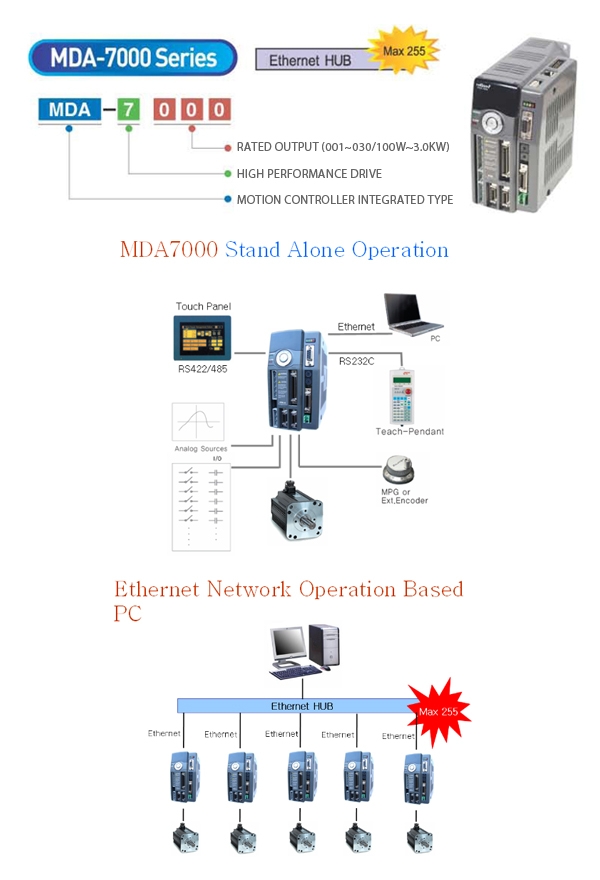 MDA-7000 Series
Ethernet HUB
Max 255
MDA-7 0 0 0
RATED OUTPUT (001~030/100W~3.0KW)
HIGH PERFORMANCE DRIVE
MOTION CONTROLLER INTEGRATED TYPE
MDA7000 Stand Alone Operation
Touch Panel
Ethernet
PC
RS422/485
RS232C
Teach-Pendant
Analog Sources
I/O
MPG or
Ext,Encoder
Ethernet Network Operation Based
PC
Ethernet HUB
Max 255
Ethernet Ethernet Ethernet Ethernet Ethernet